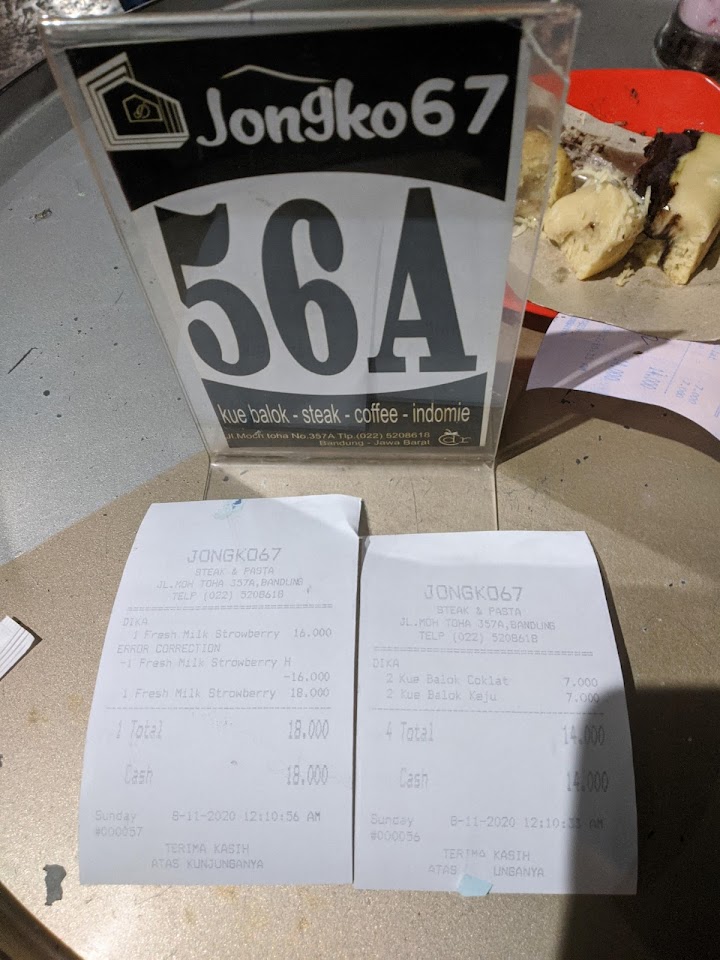 Jongko67
56A
kue balok - steak - coffee - indomie
Jl.Moch toha No.357A Tlp.(022) 5208618
Bandung - Jawa Barat
JONGKO67
STEAK & PASTA
JL.MOH TOHA 357A,BANDUNG
TELP (022) 5208618
DIKA
1 Fresh Milk Strowberry 16.000
ERROR CORRECTION
-1 Fresh Milk Strowberry H
-16.000
1 Fresh Milk Strowberry 18.000
1 Total 18.000
Cash 18.000
Sunday 8-11-2020 12:10:56 AM
#000057
TERIMA KASIH
ATAS KUNJUNGANYA
JONGKO67
STEAK & PASTA
JL.MOH TOHA 357A,BANDUNG
TELP (022) 5208618
DIKA
2 Kue Balok Coklat 7.000
2 Kue Balok Keju 7.000
4 Total 14.000
Cash 14.000
Sunday 8-11-2020 12:10:33 AM
#000056
TERIMA KASIH
ATAS UNGANYA